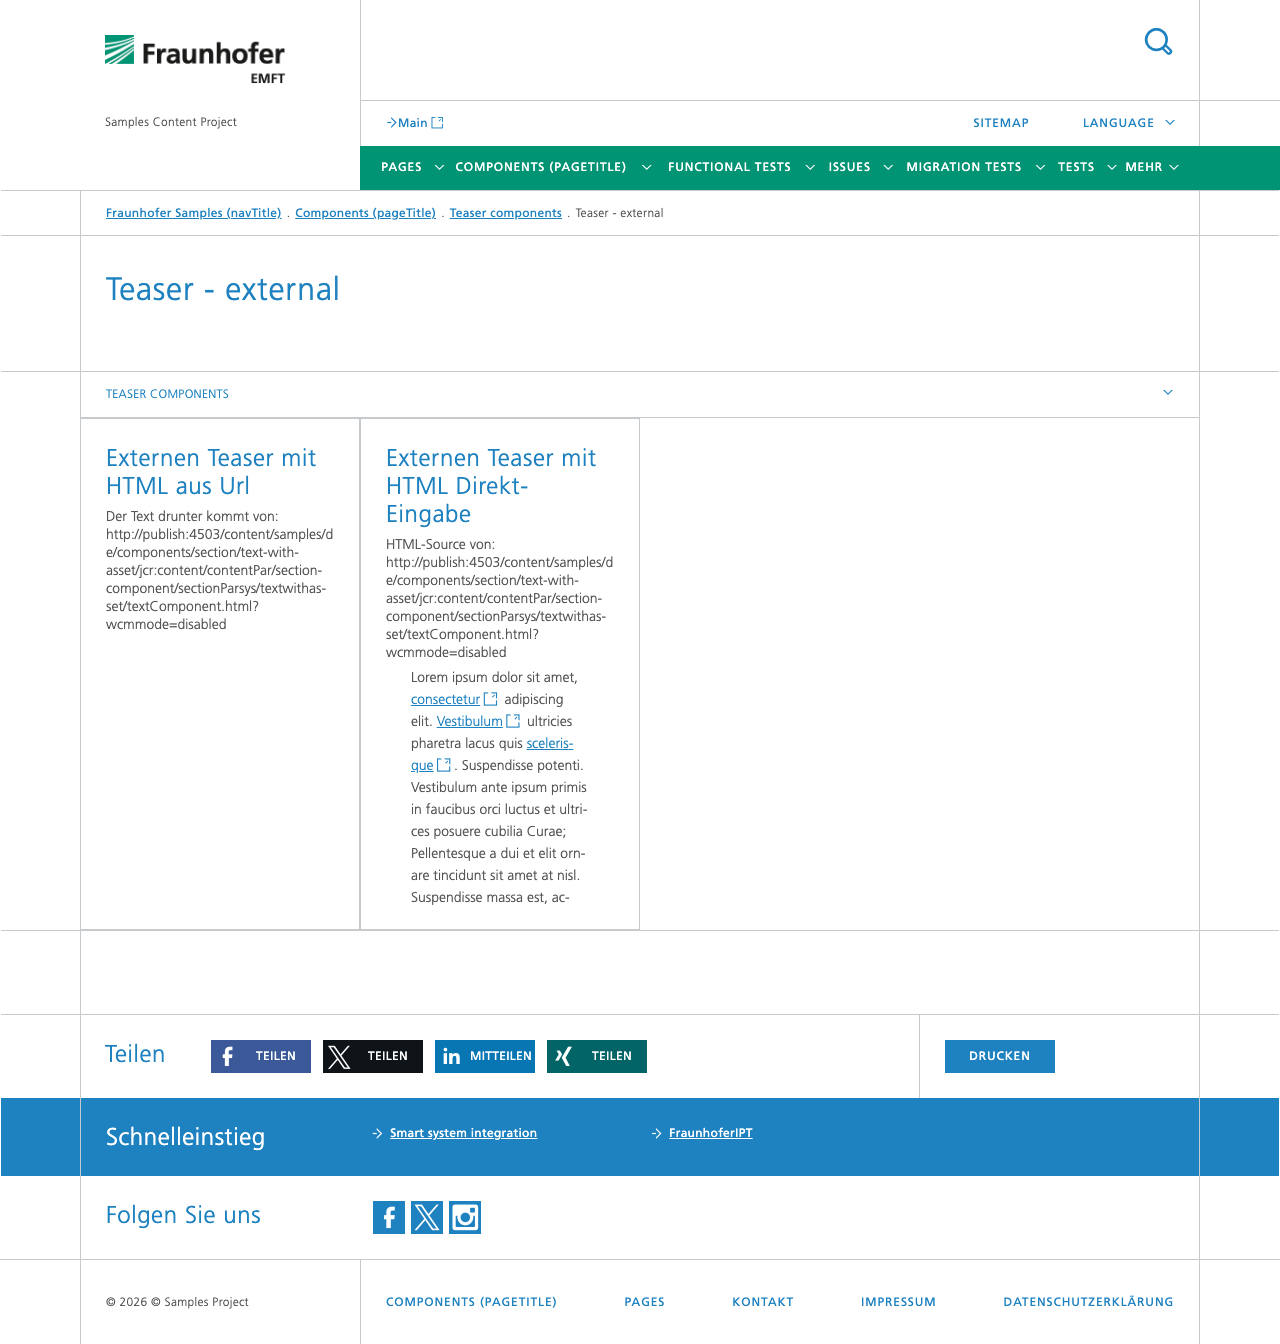 Fraunhofer
EMFT
Samples Content Project
Main
SITEMAP
LANGUAGE
PAGES
COMPONENTS (PAGETITLE)
FUNCTIONAL TESTS
ISSUES
MIGRATION TESTS
TESTS
MEHR
Fraunhofer Samples (navTitle) . Components (pageTitle) . Teaser components . Teaser - external
Teaser - external
TEASER COMPONENTS
Externen Teaser mit
HTML aus Url
Der Text drunter kommt von:
http://publish:4503/content/samples/d
e/components/section/text-with-
asset/jcr:content/contentPar/section-
component/sectionParsys/textwithas-
set/textComponent.html?
wcmmode=disabled
Externen Teaser mit
HTML Direkt-
Eingabe
HTML-Source von:
http://publish:4503/content/samples/d
e/components/section/text-with-
asset/jcr:content/contentPar/section-
component/sectionParsys/textwithas-
set/textComponent.html?
wcmmode=disabled
Lorem ipsum dolor sit amet,
consectetur adipiscing
elit. Vestibulum ultricies
pharetra lacus quis sceleris-
que . Suspendisse potenti.
Vestibulum ante ipsum primis
in faucibus orci luctus et ultri-
ces posuere cubilia Curae;
Pellentesque a dui et elit orn-
are tincidunt sit amet at nisl.
Suspendisse massa est, ac-
Teilen
TEILEN
TEILEN
MITTEILEN
TEILEN
DRUCKEN
Schnelleinstieg
Smart system integration
FraunhoferIPT
Folgen Sie uns
© 2026 © Samples Project
COMPONENTS (PAGETITLE)
PAGES
KONTAKT
IMPRESSUM
DATENSCHUTZERKLÄRUNG